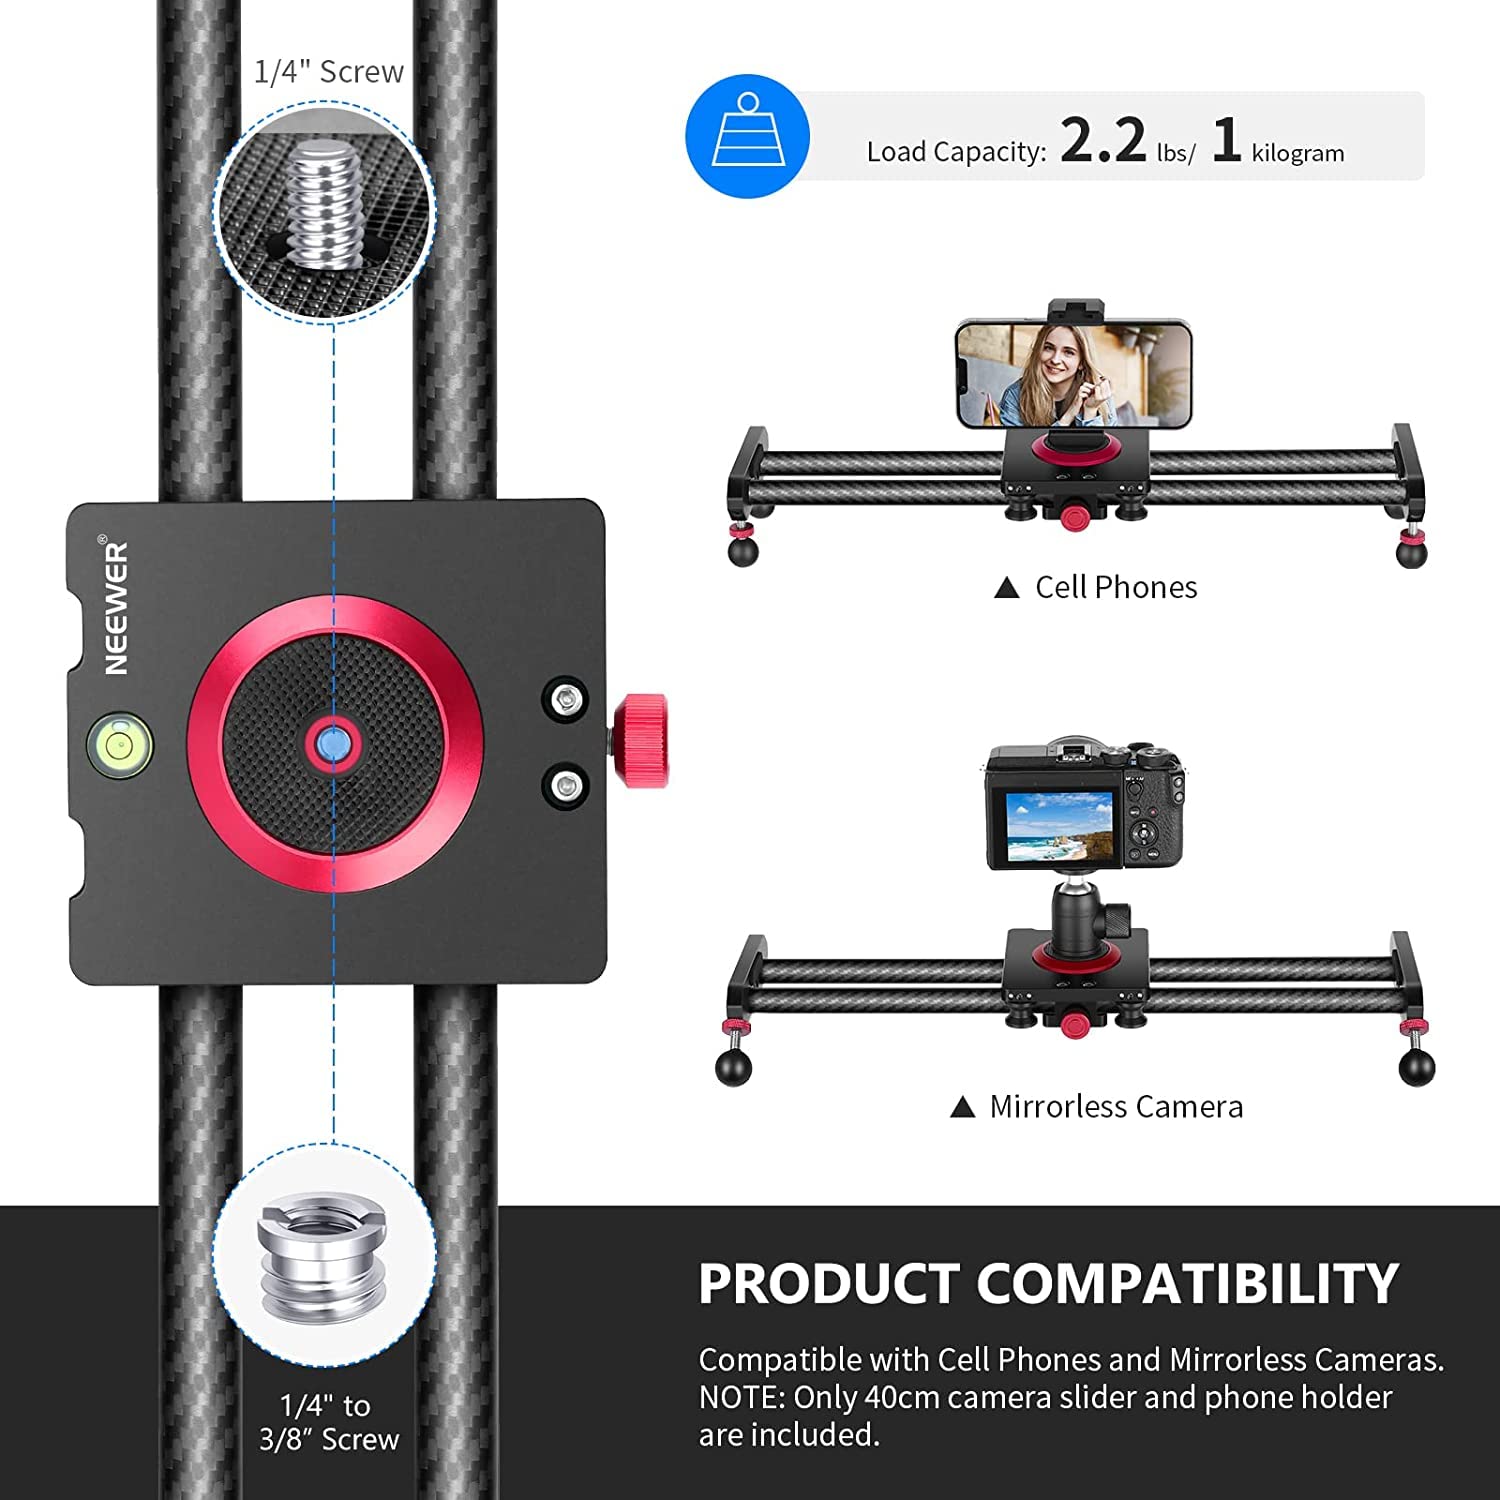 1/4" Screw
Load Capacity: 2.2 lbs/ 1 kilogram
NEEWER®
▲ Cell Phones
▲ Mirrorless Camera
1/4" to
3/8" Screw
PRODUCT COMPATIBILITY
Compatible with Cell Phones and Mirrorless Cameras.
NOTE: Only 40cm camera slider and phone holder
are included.